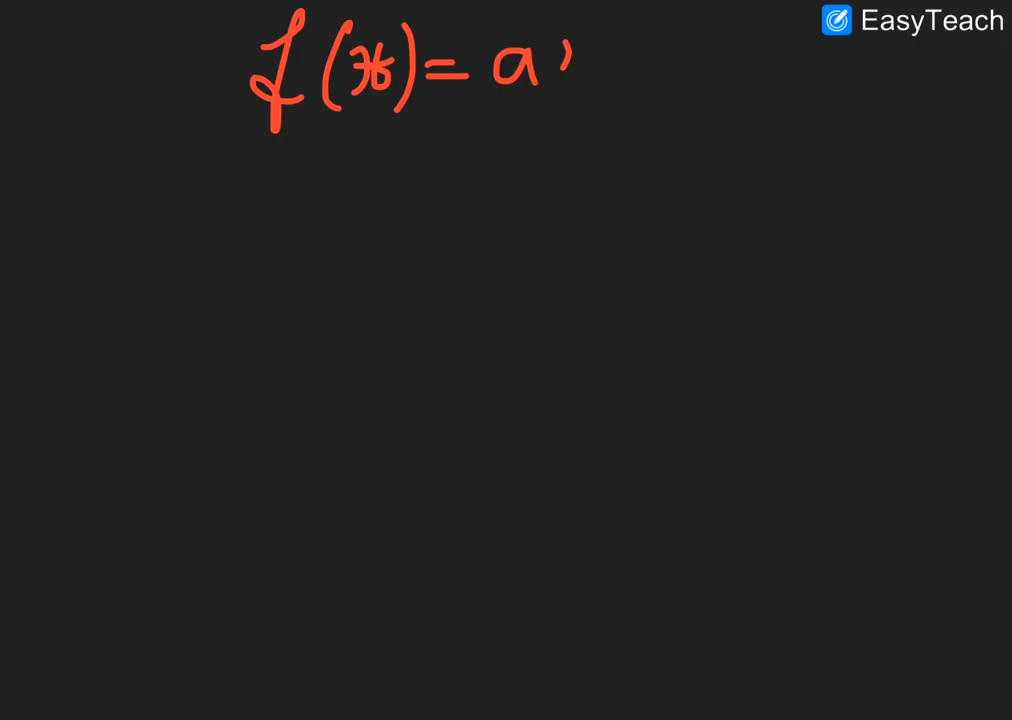 EasyTeach
f(x) = a